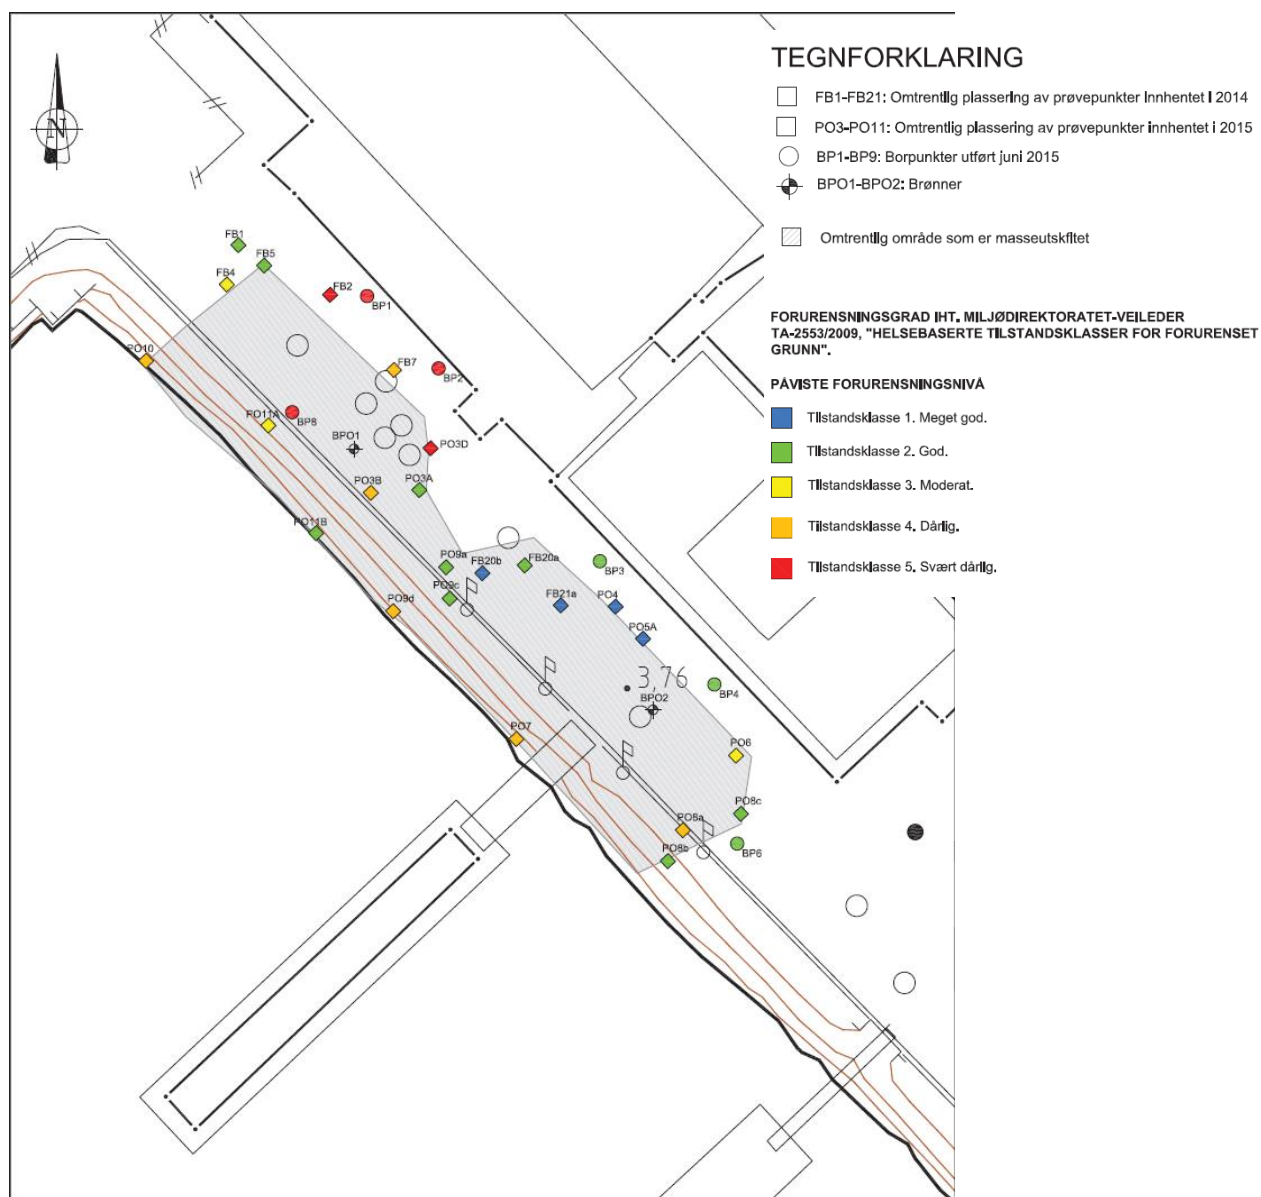 TEGNFORKLARING
FB1-FB21: Omtrentlig plassering av prøvepunkter innhentet i 2014
PO3-PO11: Omtrentlig plassering av prøvepunkter innhentet i 2015
BP1-BP9: Borpunkter utført juni 2015
BPO1-BPO2: Brønner
Omtrentlig område som er masseutskfltet
FORURENSNINGSGRAD IHT. MILJØDIREKTORATET-VEILEDER
TA-2553/2009, "HELSEBASERTE TILSTANDSKLASSER FOR FORURENSET
GRUNN".
PÅVISTE FORURENSNINGSNIVÅ
Tilstandsklasse 1. Meget god.
Tilstandsklasse 2. God.
Tilstandsklasse 3. Moderat.
Tilstandsklasse 4. Dårlig.
Tilstandsklasse 5. Svært dårlig.
N
FB1
FB5
FB4
FB2
BP1
PO10
FB7
BP2
PO11A
BP8
BPO1
PO3D
PO3B
PO3A
PO11B
PO9a
FB20b
FB20a
BP3
PO9c
PO9d
FB21a
PO4
PO5A
3,76
BP4
BPO2
PO7
PO6
PO8c
PO8a
BP6
PO8b